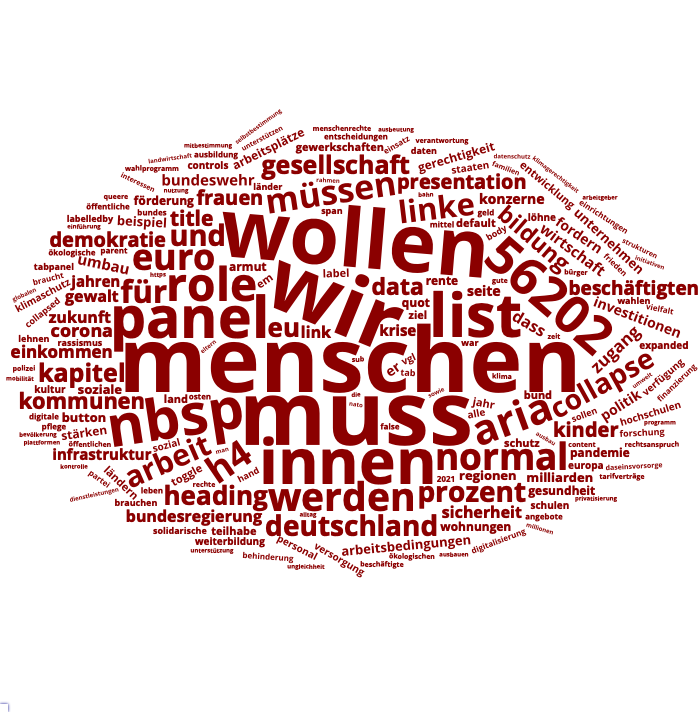 selbstbestimmung
menschenrechte ausbeutung
mitbestimmung unterstützen entscheidungen verantwortung
landwirtschaft ausbildung arbeitsplätze gewerkschaften einsatz daten datenschutz klimagerechtigkeit
wahlprogramm controls gesellschaft gerechtigkeit staaten familien
interessen nutzung bundeswehr rahmen müssen presentation entwicklung arbeitgeber
queere förderung frauen länder bahn linke konzerne unternehmen einrichtungen
öffentliche bundes span wollen geld bildung löhne fordern strukturen
labelledby beispiel title mittel default wirtschaft frieden initiativen
einführung demokratie und body
ökologische parent euro 56202 bürger
tabpanel umbau https armut em label wir data rente seite gute beschäftigten
braucht jahren für role quot
globalen klimaschutz gewalt ziel list dass investitionen wahlen vielfalt
collapsed zukunft panel eu link krise
corona war zeit zugang expanded
lehnen rassismus eltern menschen
einkommen sub er vgl
polizei kapitel tab klima collapse umwelt finanzierung
mobilität kultur soziale osten die sowie verfügung
kommunen land nbsp nato muss jahr bund politik hochschulen
digitale button alle aria sollen programm
pflege false kinder forschung
bevölkerung stärken ausbau
plattformen öffentlichen sozial man schutz content rechtsanspruch
infrastruktur arbeit h4 innen normal pandemie
kontrolle ländern toggle hand europa daseinsvorsorge
partei rechte 2021 regionen milliarden tarifverträge
dienstleistungen leben heading werden prozent gesundheit privatisierung
brauchen schulen
bundesregierung alltag deutschland sicherheit angebote
solidarische teilhabe wohnungen millionen
weiterbildung personal versorgung arbeitsbedingungen digitalisierung
unterstützung behinderung ökologischen ausbauen
ungleichheit beschäftigte